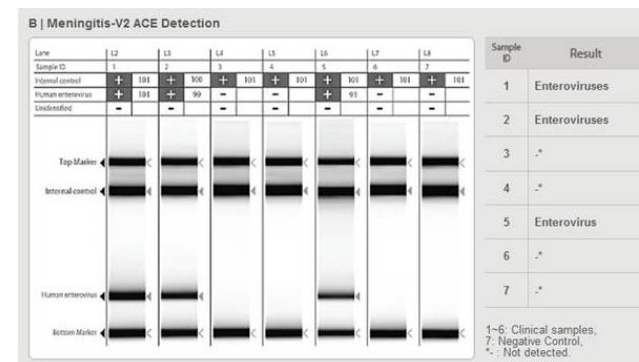 B | Meningitis-V2 ACE Detection
Lane L2 L3 L4 L5 L6 L7 L8
Sample ID 1 2 3 4 5 6 7
Internal control + 101 + 100 + 101 + 101 + 101 + 101 + 101
Human enterovirus + 101 + 99 - - + 91 - -
Unidentified - - - - - - -
Top Marker
Internal control
Human enterovirus
Bottom Marker
Sample ID Result
1 Enteroviruses
2 Enteroviruses
3 -*
4 -*
5 Enterovirus
6 -*
7 -*
1~6: Clinical samples,
7: Negative Control,
*- : Not detected.